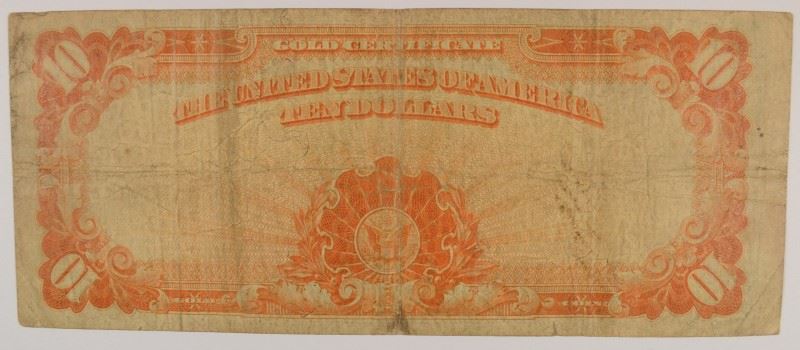 10 10
GOLD CERTIFICATE
THE UNITED STATES OF AMERICA
TEN DOLLARS
10 10